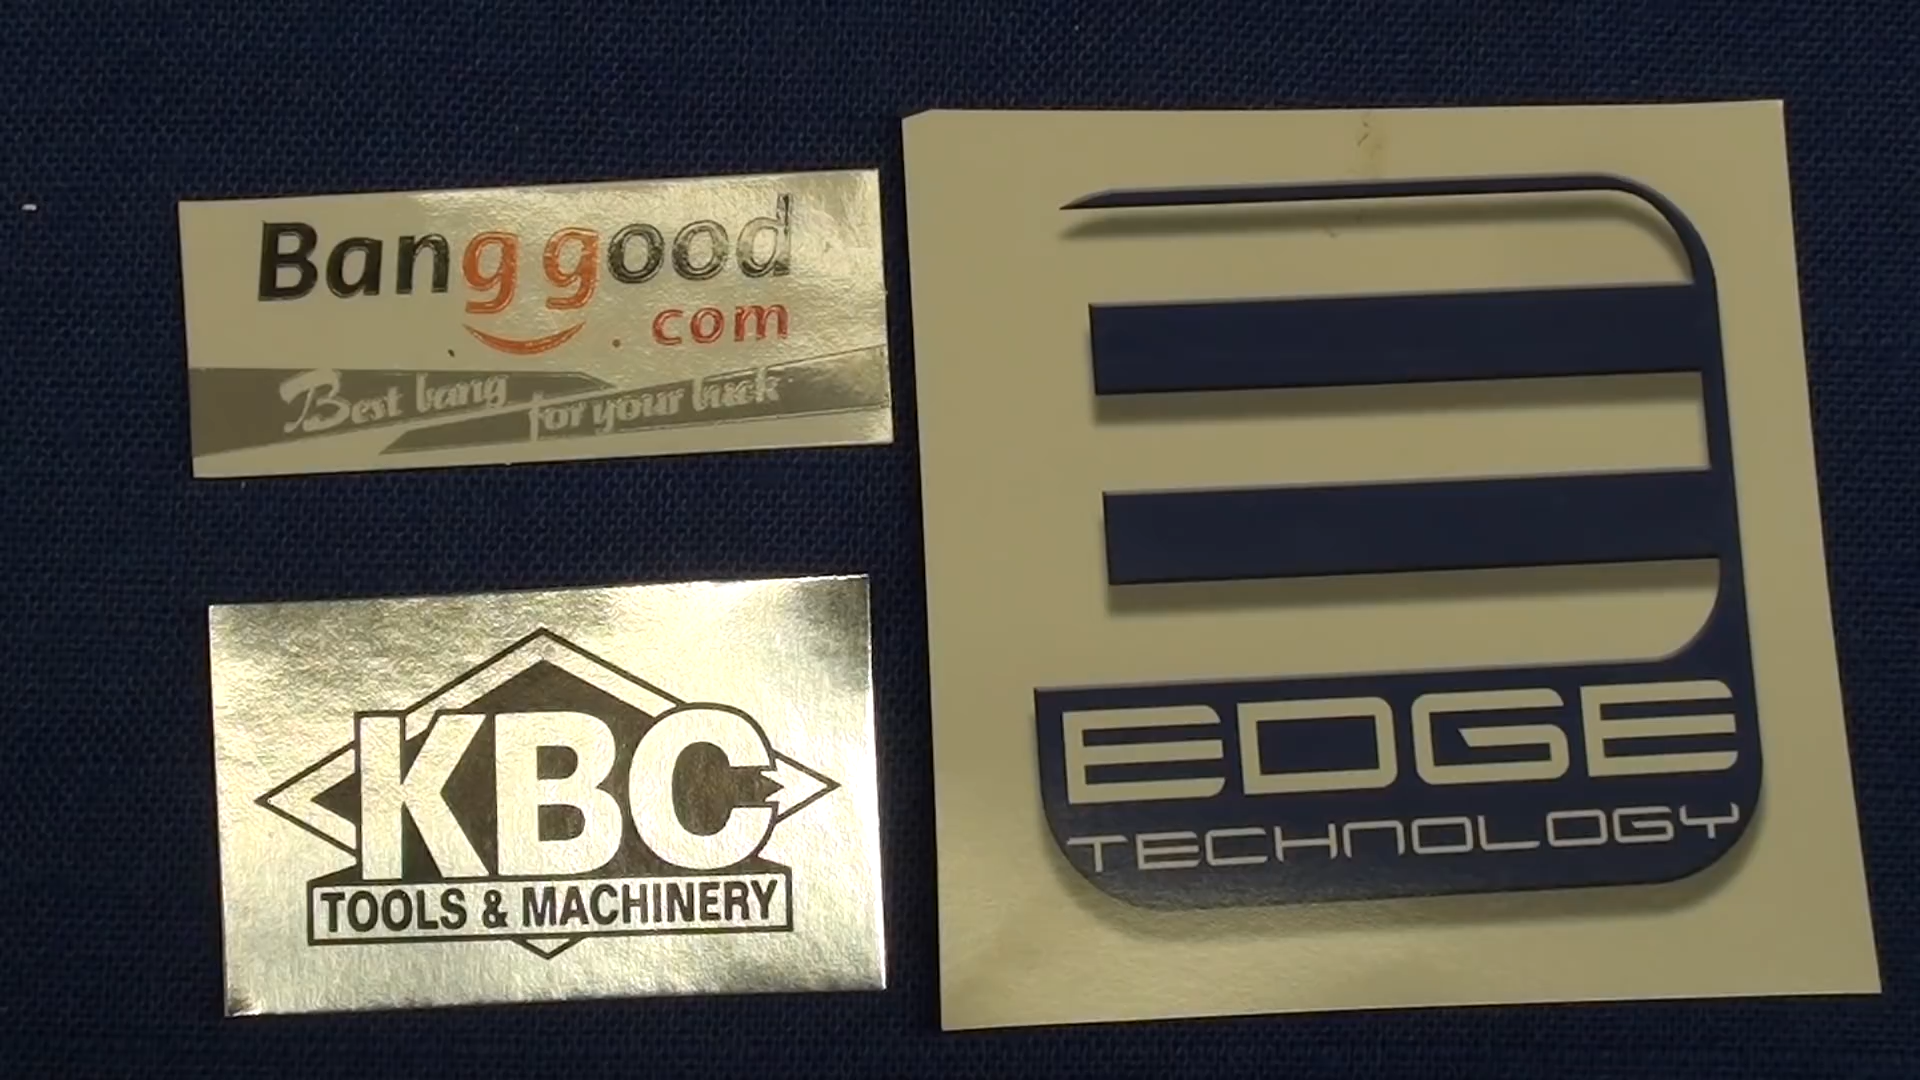 Banggood
.com
Best bang for your buck
KBC
TOOLS & MACHINERY
EDGE
TECHNOLOGY